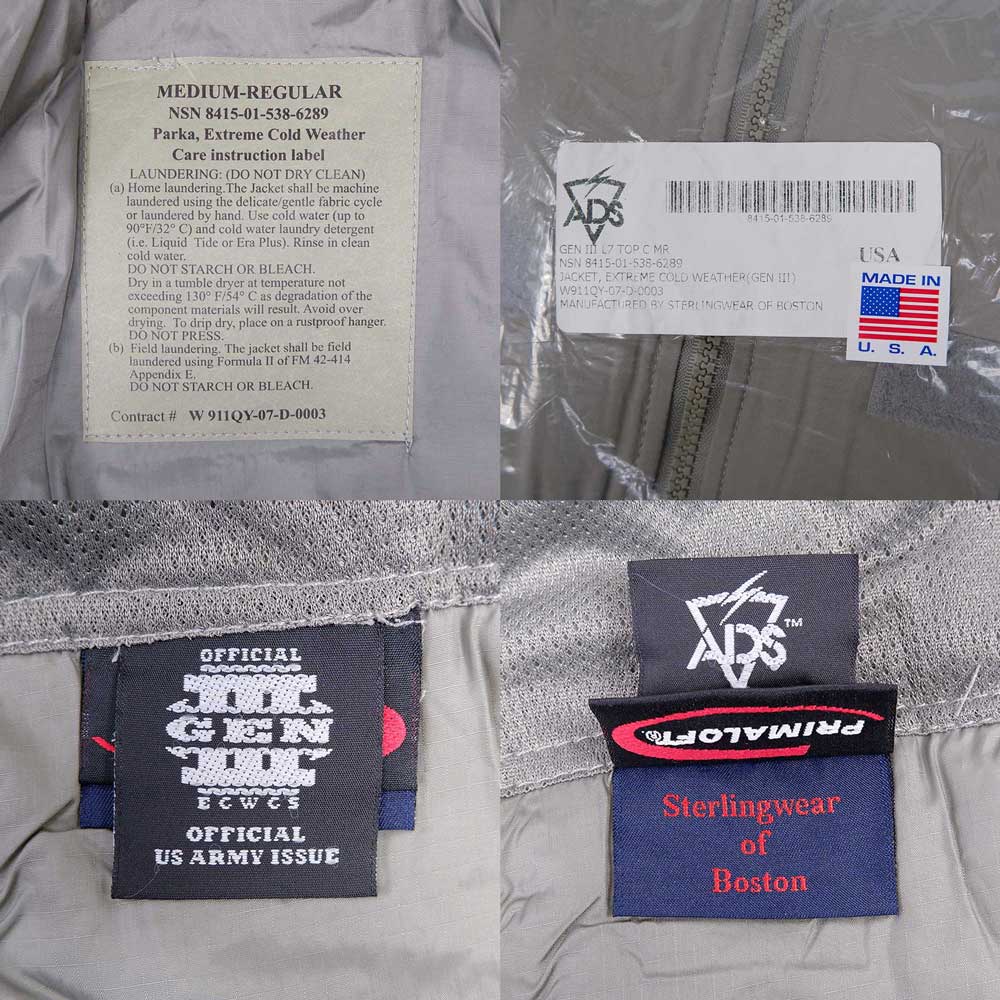 MEDIUM-REGULAR
NSN 8415-01-538-6289
Parka, Extreme Cold Weather
Care instruction label
LAUNDERING: (DO NOT DRY CLEAN)
(a) Home laundering.The Jacket shall be machine
laundered using the delicate/gentle fabric cycle
or laundered by hand. Use cold water (up to
90°F/32° C) and cold water laundry detergent
(i.e. Liquid Tide or Era Plus). Rinse in clean
cold water.
DO NOT STARCH OR BLEACH.
Dry in a tumble dryer at temperature not
exceeding 130° F/54° C as degradation of the
component materials will result. Avoid over
drying. To drip dry, place on a rustproof hanger.
DO NOT PRESS.
(b) Field laundering. The jacket shall be field
laundered using Formula II of FM 42-414
Appendix E.
DO NOT STARCH OR BLEACH.
Contract # W 911QY-07-D-0003
ADS
8415-01-538-6289
GEN III L7 TOP C MR
NSN 8415-01-538-6289
JACKET, EXTREME COLD WEATHER(GEN III)
W911QY-07-D-0003
MANUFACTURED BY STERLINGWEAR OF BOSTON
USA
MADE IN
U. S. A.
OFFICIAL
III
GEN
III
ECWCS
OFFICIAL
US ARMY ISSUE
ADS™
PRIMALOFT®
Sterlingwear
of
Boston